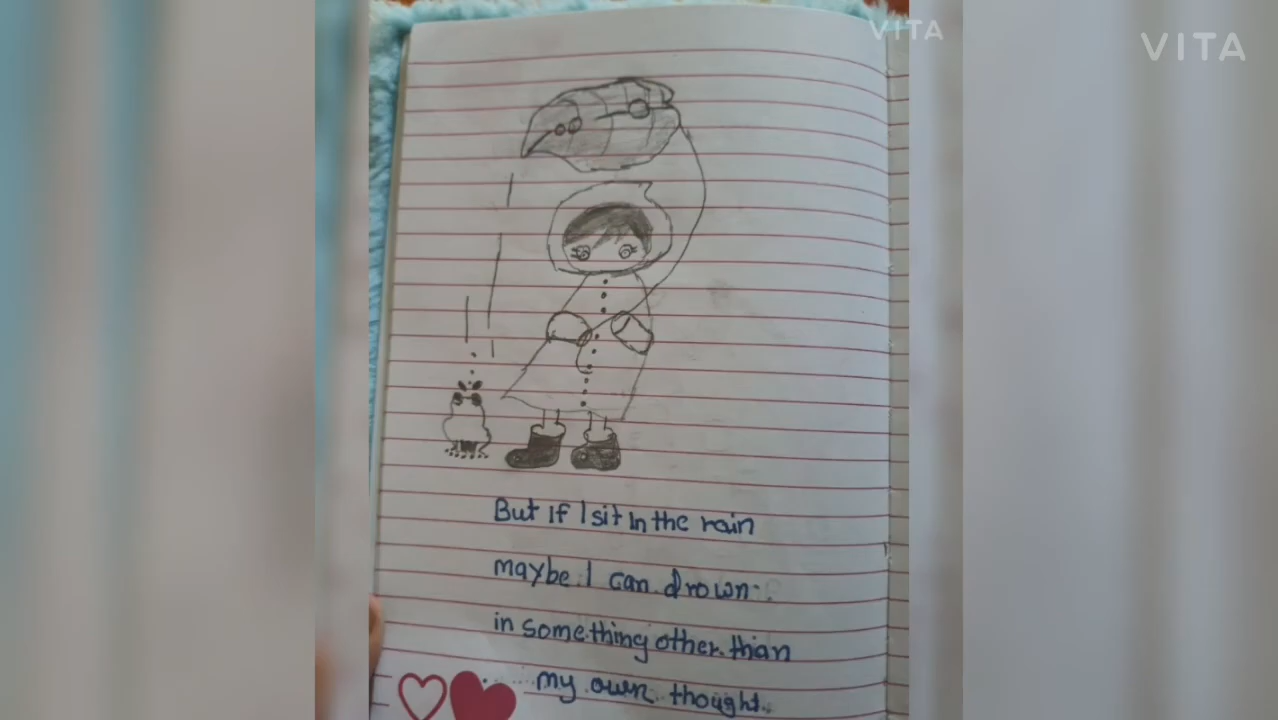 VITA
VITA
But if I sit in the rain
maybe I can drown
in something other than
my own thought.